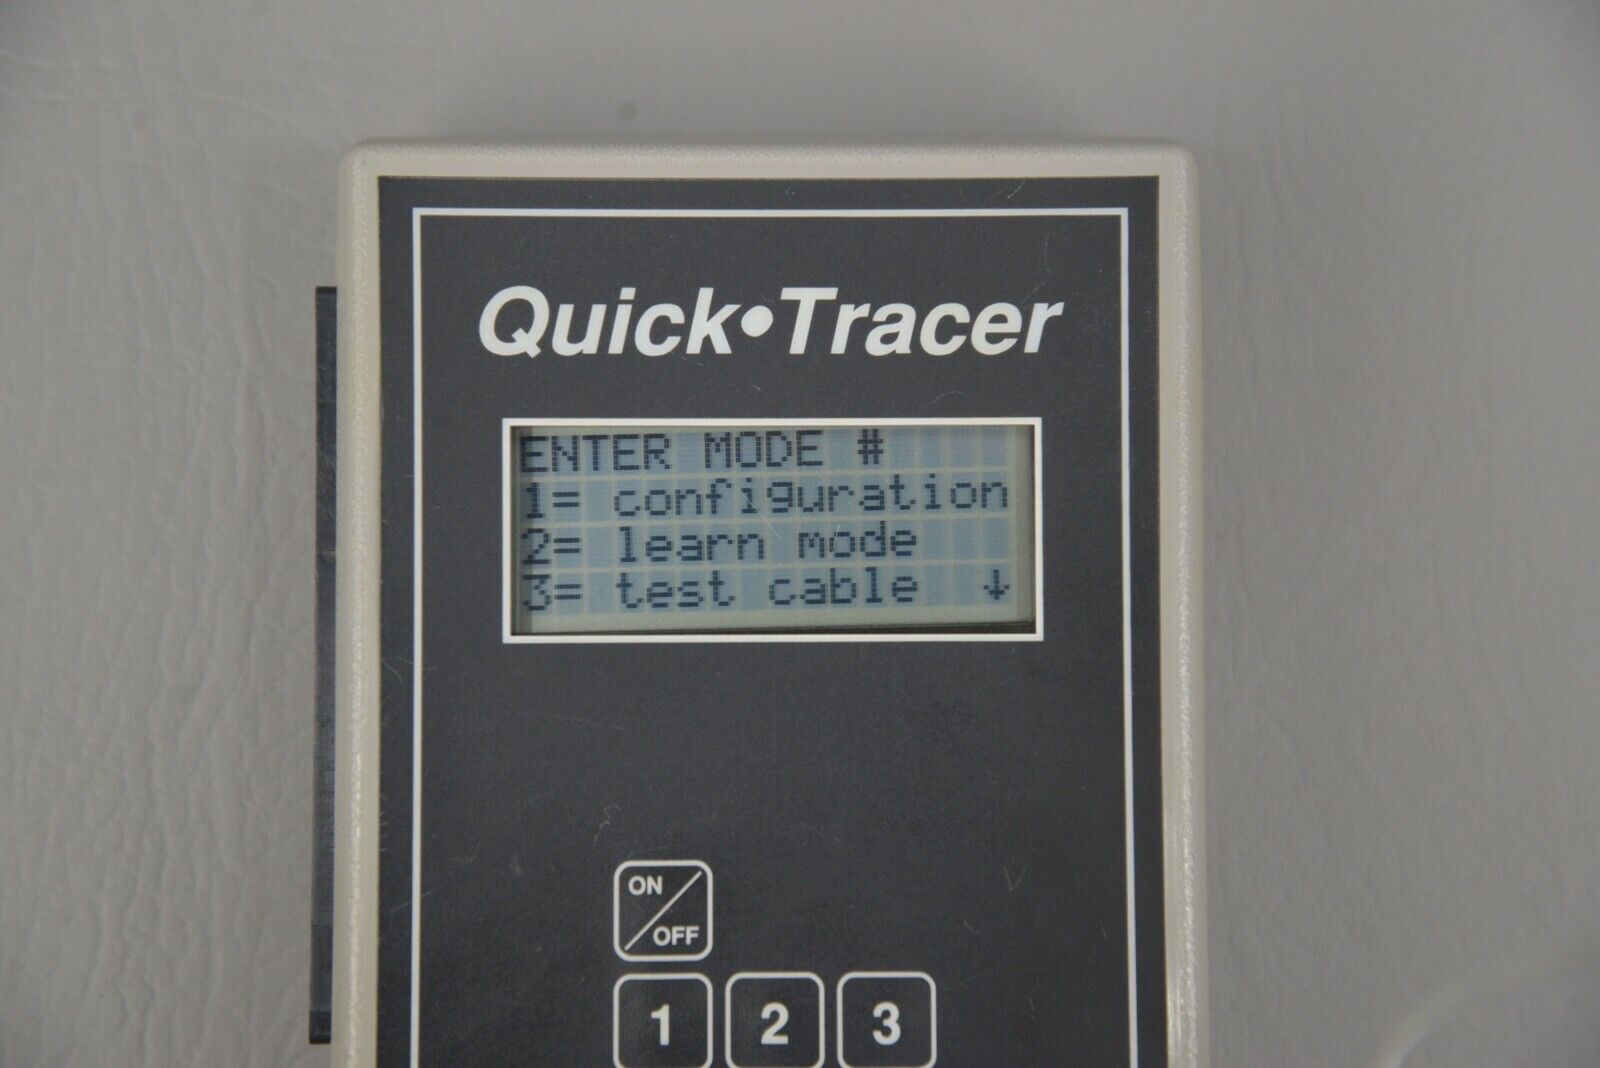 Quick•Tracer
ENTER MODE #
1= configuration
2= learn mode
3= test cable ↓
ON
OFF
1 2 3